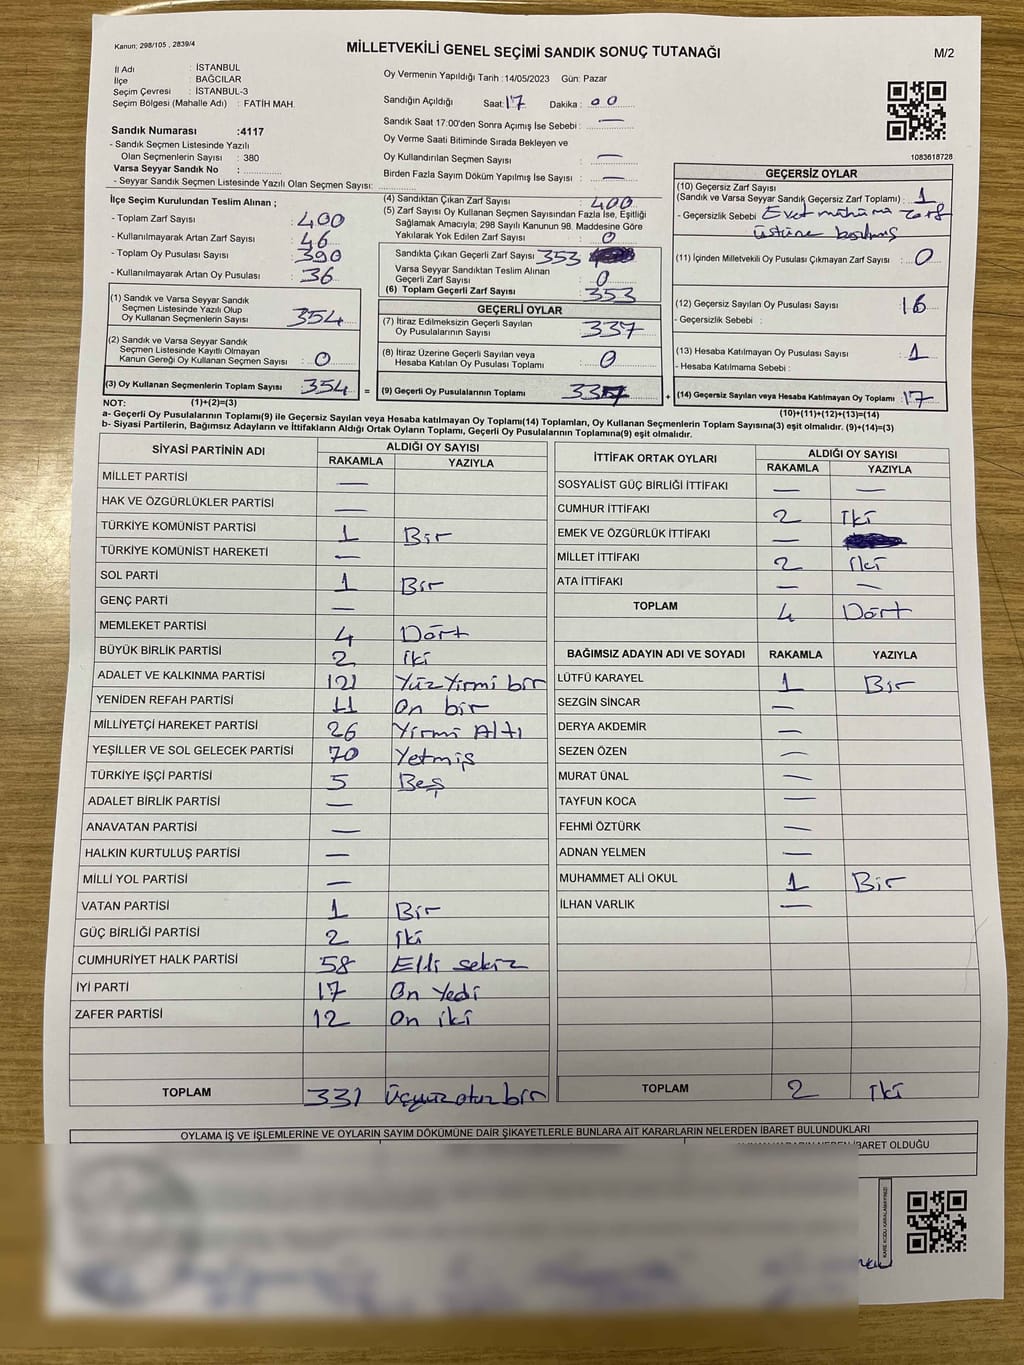 Kanun; 298/105 , 2839/4
MİLLETVEKİLİ GENEL SEÇİMİ SANDIK SONUÇ TUTANAĞI
M/2
İl Adı : İSTANBUL
İlçe : BAĞCILAR
Seçim Çevresi : İSTANBUL-3
Seçim Bölgesi (Mahalle Adı) : FATİH MAH.
Oy Vermenin Yapıldığı Tarih :14/05/2023 Gün: Pazar
Sandığın Açıldığı Saat:17 Dakika : 00
Sandık Saat 17:00'den Sonra Açımış İse Sebebi : —
Oy Verme Saati Bitiminde Sırada Bekleyen ve
Oy Kullandırılan Seçmen Sayısı : —
Birden Fazla Sayım Döküm Yapılmış İse Sayısı : —
1083618728
Sandık Numarası :4117
- Sandık Seçmen Listesinde Yazılı
Olan Seçmenlerin Sayısı : 380
Varsa Seyyar Sandık No :
- Seyyar Sandık Seçmen Listesinde Yazılı Olan Seçmen Sayısı:
İlçe Seçim Kurulundan Teslim Alınan ;
- Toplam Zarf Sayısı : 400
- Kullanılmayarak Artan Zarf Sayısı : 46
- Toplam Oy Pusulası Sayısı : 390
- Kullanılmayarak Artan Oy Pusulası : 36
(1) Sandık ve Varsa Seyyar Sandık
Seçmen Listesinde Yazılı Olup
Oy Kullanan Seçmenlerin Sayısı : 354
(2) Sandık ve Varsa Seyyar Sandık
Seçmen Listesinde Kayıtlı Olmayan
Kanun Gereği Oy Kullanan Seçmen Sayısı : 0
(3) Oy Kullanan Seçmenlerin Toplam Sayısı : 354 =
(4) Sandıktan Çıkan Zarf Sayısı : 400
(5) Zarf Sayısı Oy Kullanan Seçmen Sayısından Fazla İse, Eşitliği
Sağlamak Amacıyla; 298 Sayılı Kanunun 98. Maddesine Göre
Yakılarak Yok Edilen Zarf Sayısı : 0
Sandıkta Çıkan Geçerli Zarf Sayısı : 353
Varsa Seyyar Sandıktan Teslim Alınan
Geçerli Zarf Sayısı : 0
(6) Toplam Geçerli Zarf Sayısı : 353
GEÇERLİ OYLAR
(7) İtiraz Edilmeksizin Geçerli Sayılan
Oy Pusulalarının Sayısı : 337
(8) İtiraz Üzerine Geçerli Sayılan veya
Hesaba Katılan Oy Pusulası Toplamı : 0
(9) Geçerli Oy Pusulalarının Toplamı : 337 +
GEÇERSİZ OYLAR
(10) Geçersiz Zarf Sayısı
(Sandık ve Varsa Seyyar Sandık Geçersiz Zarf Toplamı) : 1
- Geçersizlik Sebebi : Evet mühürü zarf
üstüne basılmış
(11) İçinden Milletvekili Oy Pusulası Çıkmayan Zarf Sayısı : 0
(12) Geçersiz Sayılan Oy Pusulası Sayısı : 16
- Geçersizlik Sebebi :
(13) Hesaba Katılmayan Oy Pusulası Sayısı : 1
- Hesaba Katılmama Sebebi :
(14) Geçersiz Sayılan veya Hesaba Katılmayan Oy Toplamı : 17
NOT: (1)+(2)=(3) (10)+(11)+(12)+(13)=(14)
a- Geçerli Oy Pusulalarının Toplamı(9) ile Geçersiz Sayılan veya Hesaba katılmayan Oy Toplamı(14) Toplamları, Oy Kullanan Seçmenlerin Toplam Sayısına(3) eşit olmalıdır. (9)+(14)=(3)
b- Siyasi Partilerin, Bağımsız Adayların ve İttifakların Aldığı Ortak Oyların Toplamı, Geçerli Oy Pusulalarının Toplamına(9) eşit olmalıdır.
SİYASİ PARTİNİN ADI ALDIĞI OY SAYISI
RAKAMLA YAZIYLA
MİLLET PARTİSİ —
HAK VE ÖZGÜRLÜKLER PARTİSİ —
TÜRKİYE KOMÜNİST PARTİSİ 1 Bir
TÜRKİYE KOMÜNİST HAREKETİ —
SOL PARTİ 1 Bir
GENÇ PARTİ —
MEMLEKET PARTİSİ 4 Dört
BÜYÜK BİRLİK PARTİSİ 2 iki
ADALET VE KALKINMA PARTİSİ 121 Yüz Yirmi bir
YENİDEN REFAH PARTİSİ 11 On bir
MİLLİYETÇİ HAREKET PARTİSİ 26 Yirmi Altı
YEŞİLLER VE SOL GELECEK PARTİSİ 70 Yetmiş
TÜRKİYE İŞÇİ PARTİSİ 5 Beş
ADALET BİRLİK PARTİSİ —
ANAVATAN PARTİSİ —
HALKIN KURTULUŞ PARTİSİ —
MİLLİ YOL PARTİSİ —
VATAN PARTİSİ 1 Bir
GÜÇ BİRLİĞİ PARTİSİ 2 iki
CUMHURİYET HALK PARTİSİ 58 Elli sekiz
İYİ PARTİ 17 On Yedi
ZAFER PARTİSİ 12 On iki
TOPLAM 331 Üçyüz otuz bir
İTTİFAK ORTAK OYLARI ALDIĞI OY SAYISI
RAKAMLA YAZIYLA
SOSYALİST GÜÇ BİRLİĞİ İTTİFAKI — —
CUMHUR İTTİFAKI 2 iki
EMEK VE ÖZGÜRLÜK İTTİFAKI —
MİLLET İTTİFAKI 2 iki
ATA İTTİFAKI — —
TOPLAM 4 Dört
BAĞIMSIZ ADAYIN ADI VE SOYADI RAKAMLA YAZIYLA
LÜTFÜ KARAYEL 1 Bir
SEZGİN SİNCAR —
DERYA AKDEMİR —
SEZEN ÖZEN —
MURAT ÜNAL —
TAYFUN KOCA —
FEHMİ ÖZTÜRK —
ADNAN YELMEN —
MUHAMMET ALİ OKUL 1 Bir
İLHAN VARLIK —
TOPLAM 2 iki
OYLAMA İŞ VE İŞLEMLERİNE VE OYLARIN SAYIM DÖKÜMÜNE DAİR ŞİKAYETLERLE BUNLARA AİT KARARLARIN NELERDEN İBARET BULUNDUKLARI
İBARET OLDUĞU
KARE KODU KARALAMAYINIZ!